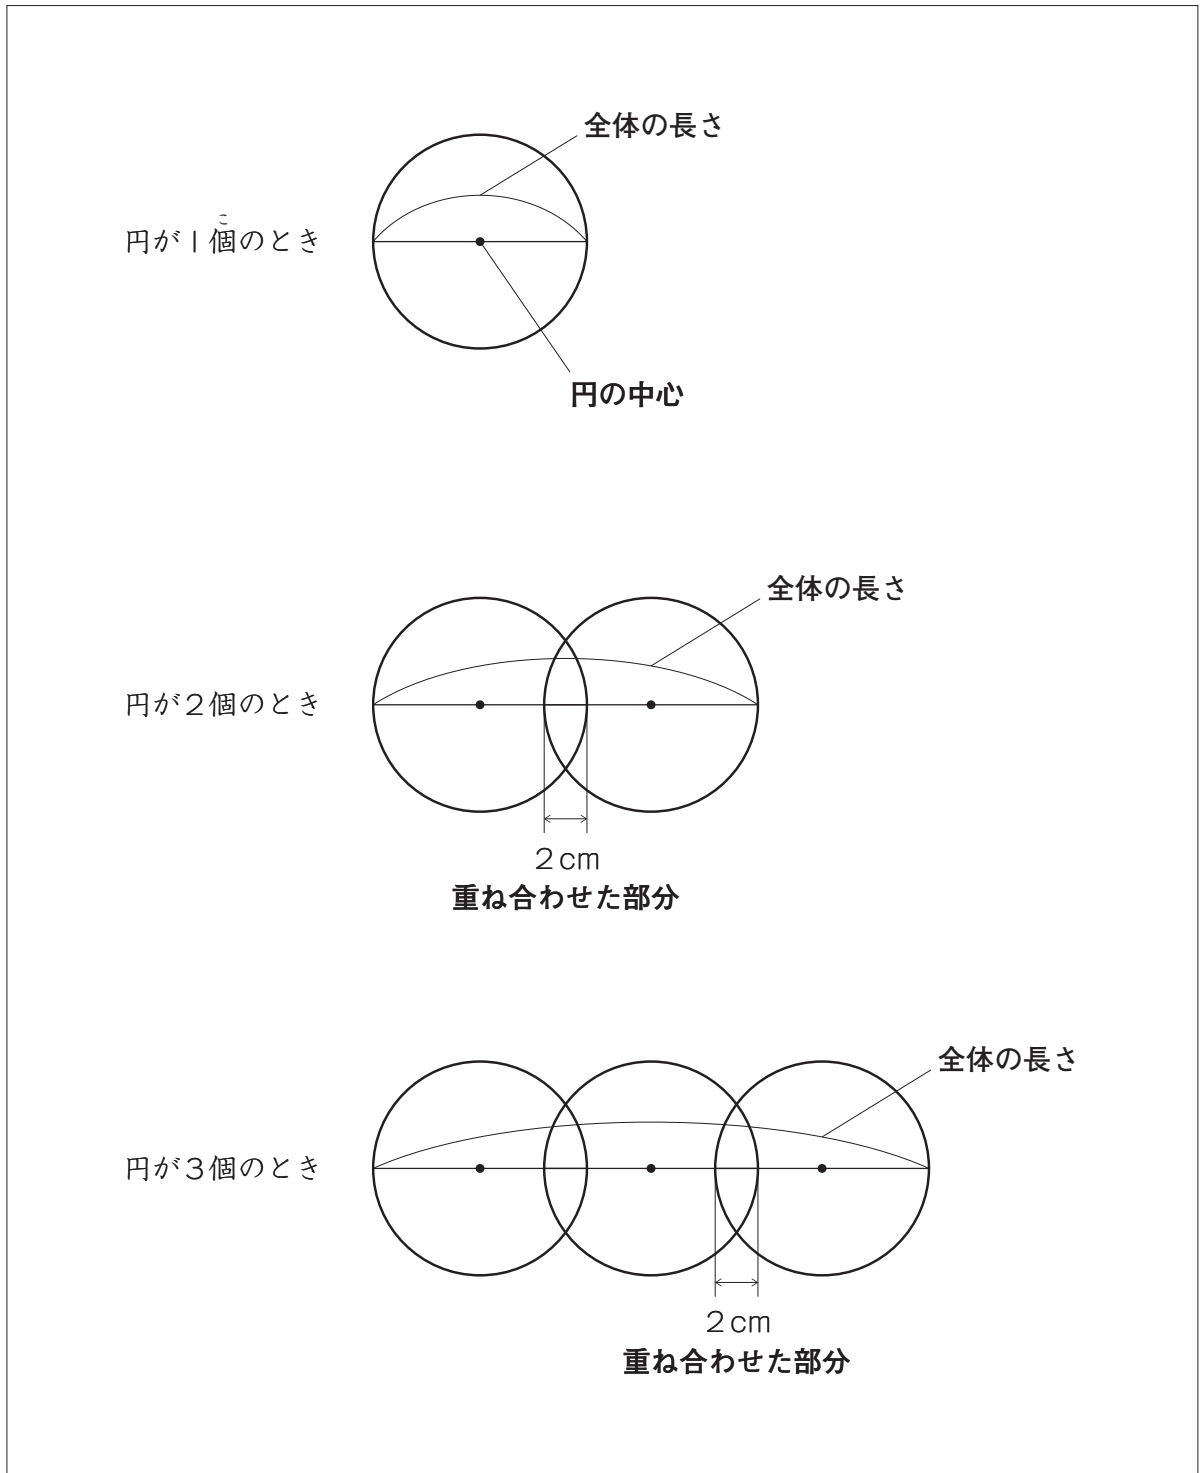 全体の長さ
こ
円が1個のとき
円の中心
全体の長さ
円が2個のとき
2cm
重ね合わせた部分
全体の長さ
円が3個のとき
2cm
重ね合わせた部分